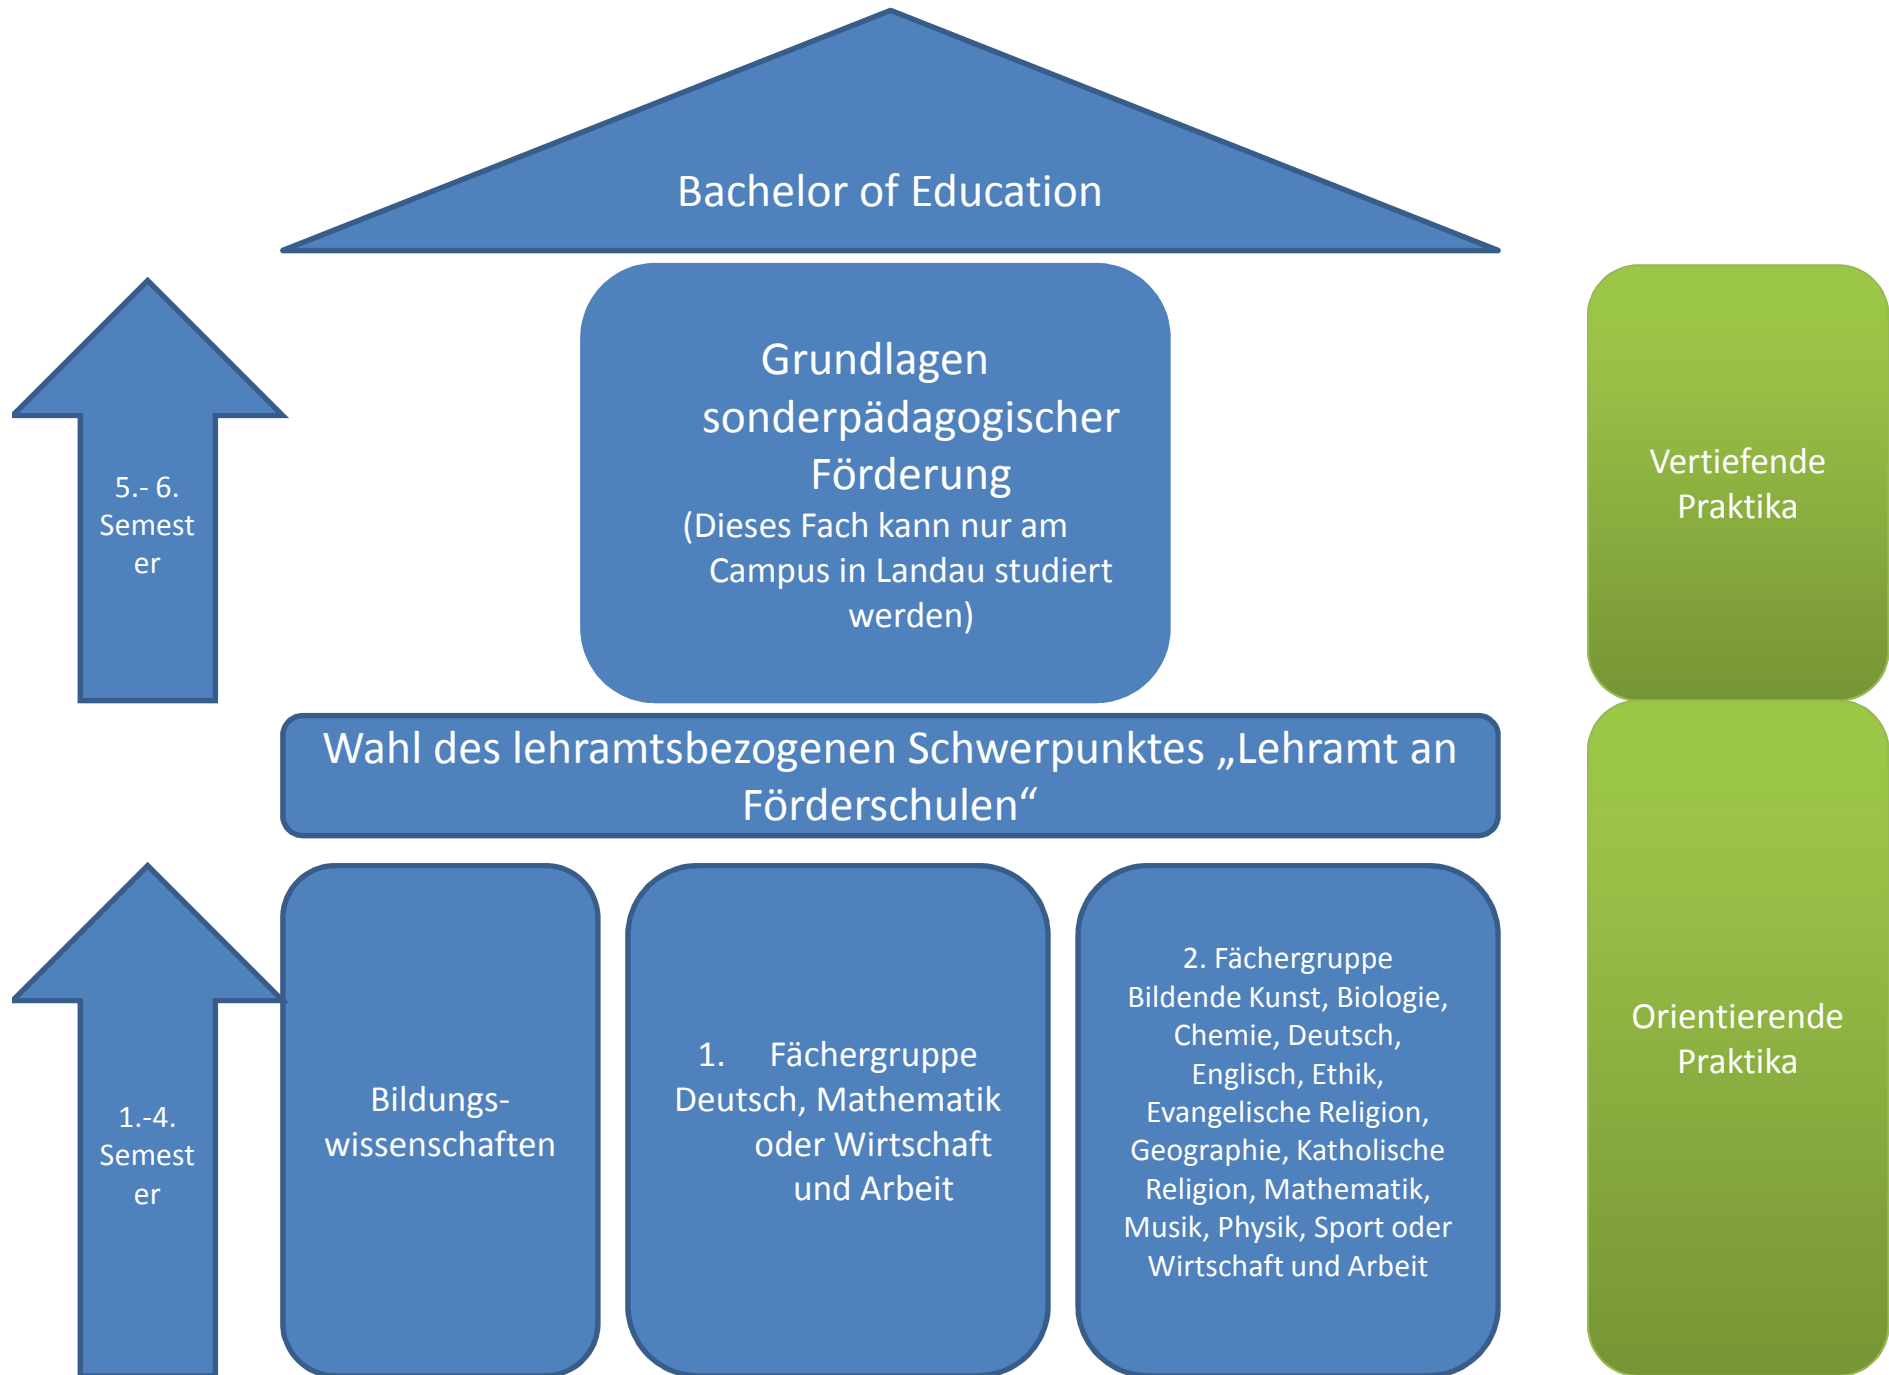 Bachelor of Education
5.- 6.
Semest
er
Grundlagen
sonderpädagogischer
Förderung
(Dieses Fach kann nur am
Campus in Landau studiert
werden)
Vertiefende
Praktika
Wahl des lehramtsbezogenen Schwerpunktes „Lehramt an
Förderschulen“
1.-4.
Semest
er
Bildungs-
wissenschaften
1. Fächergruppe
Deutsch, Mathematik
oder Wirtschaft
und Arbeit
2. Fächergruppe
Bildende Kunst, Biologie,
Chemie, Deutsch,
Englisch, Ethik,
Evangelische Religion,
Geographie, Katholische
Religion, Mathematik,
Musik, Physik, Sport oder
Wirtschaft und Arbeit
Orientierende
Praktika